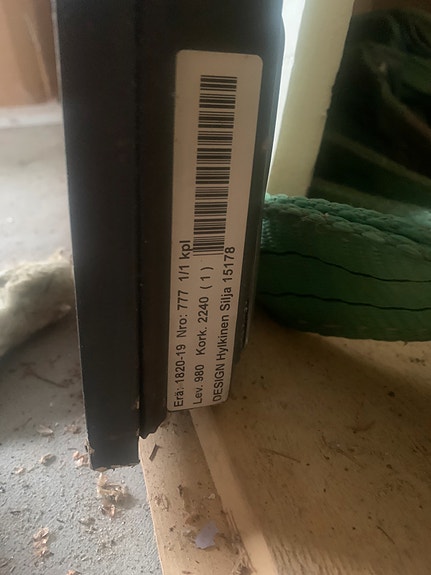 Erä: 1820-19 Nro: 777 1/1 kpl
Lev. 980 Kork. 2240 ( 1 )
DESIGN Hylkinen Silja 15178